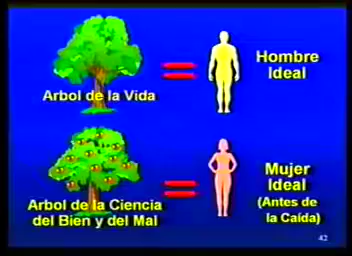 Arbol de la Vida
=
Hombre
Ideal
Arbol de la Ciencia
del Bien y del Mal
=
Mujer
Ideal
(Antes de
la Caída)
42